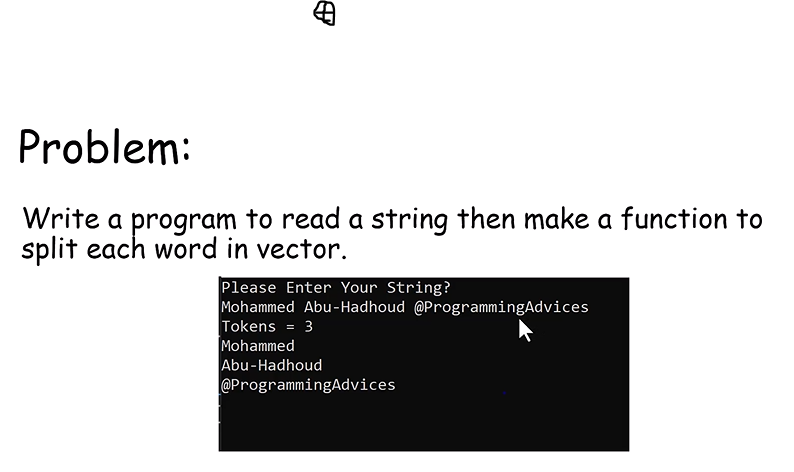 Problem:
Write a program to read a string then make a function to
split each word in vector.
Please Enter Your String?
Mohammed Abu-Hadhoud @ProgrammingAdvices
Tokens = 3
Mohammed
Abu-Hadhoud
@ProgrammingAdvices